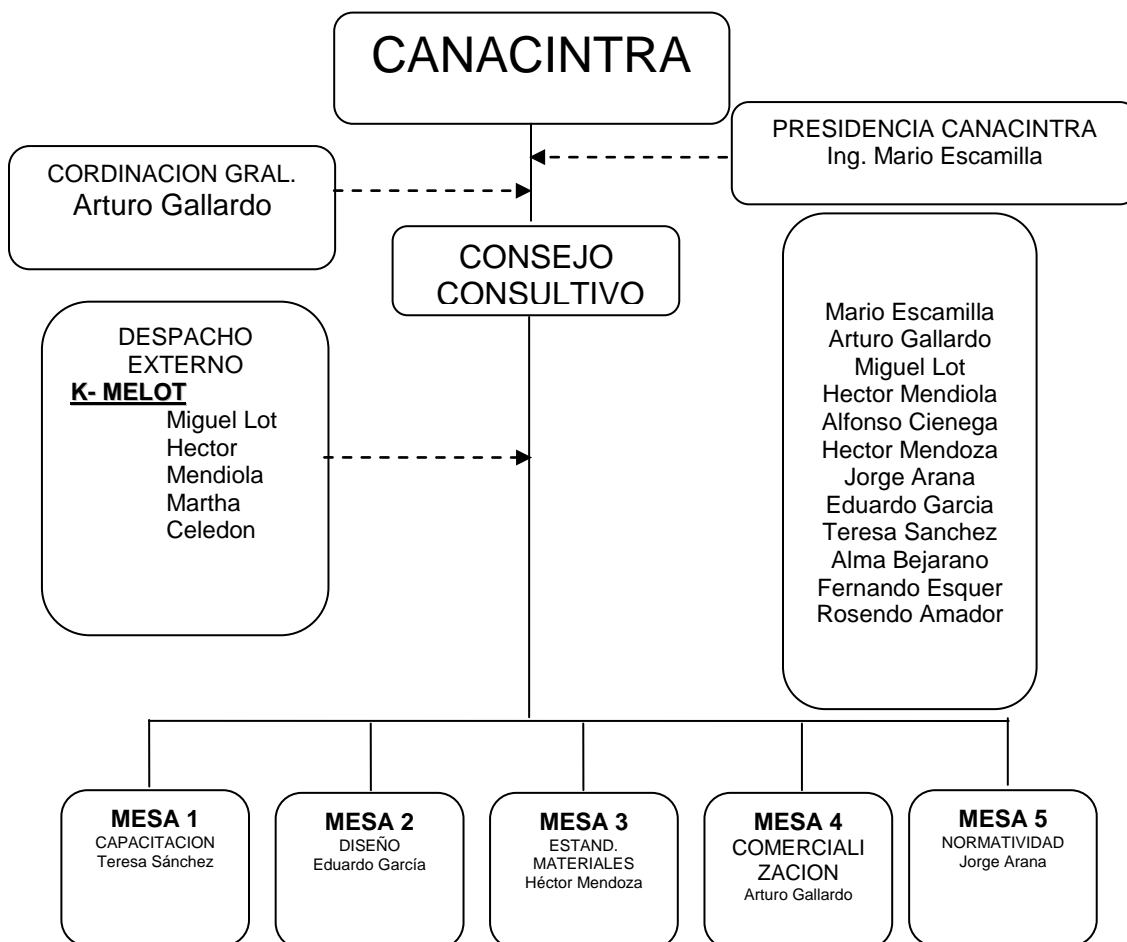 CANACINTRA
PRESIDENCIA CANACINTRA
Ing. Mario Escamilla
CORDINACION GRAL.
Arturo Gallardo
CONSEJO
CONSULTIVO
DESPACHO
EXTERNO
K- MELOT
Miguel Lot
Hector
Mendiola
Martha
Celedon
Mario Escamilla
Arturo Gallardo
Miguel Lot
Hector Mendiola
Alfonso Cienega
Hector Mendoza
Jorge Arana
Eduardo Garcia
Teresa Sanchez
Alma Bejarano
Fernando Esquer
Rosendo Amador
MESA 1
CAPACITACION
Teresa Sánchez
MESA 2
DISEÑO
Eduardo García
MESA 3
ESTAND.
MATERIALES
Héctor Mendoza
MESA 4
COMERCIALI
ZACION
Arturo Gallardo
MESA 5
NORMATIVIDAD
Jorge Arana